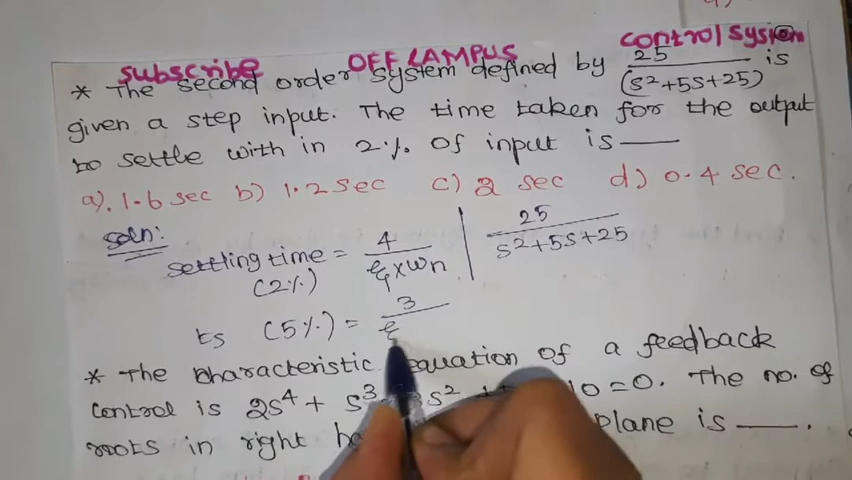 subscribe OFF CAMPUS control system
* The second order system defined by 25 / (s²+5s+25) is
given a step input. The time taken for the output
to settle with in 2% of input is ___
a). 1.6 sec b) 1.2 sec c) 2 sec d) 0.4 sec.
soln:
settling time = 4 / ξ×ωn | 25 / s²+5s+25
(2%)
ts (5%) = 3 / ξ
* The characteristic equation of a feedback
control is 2s⁴ + s³ s² 10 = 0. The no. of
roots in right plane is ___.